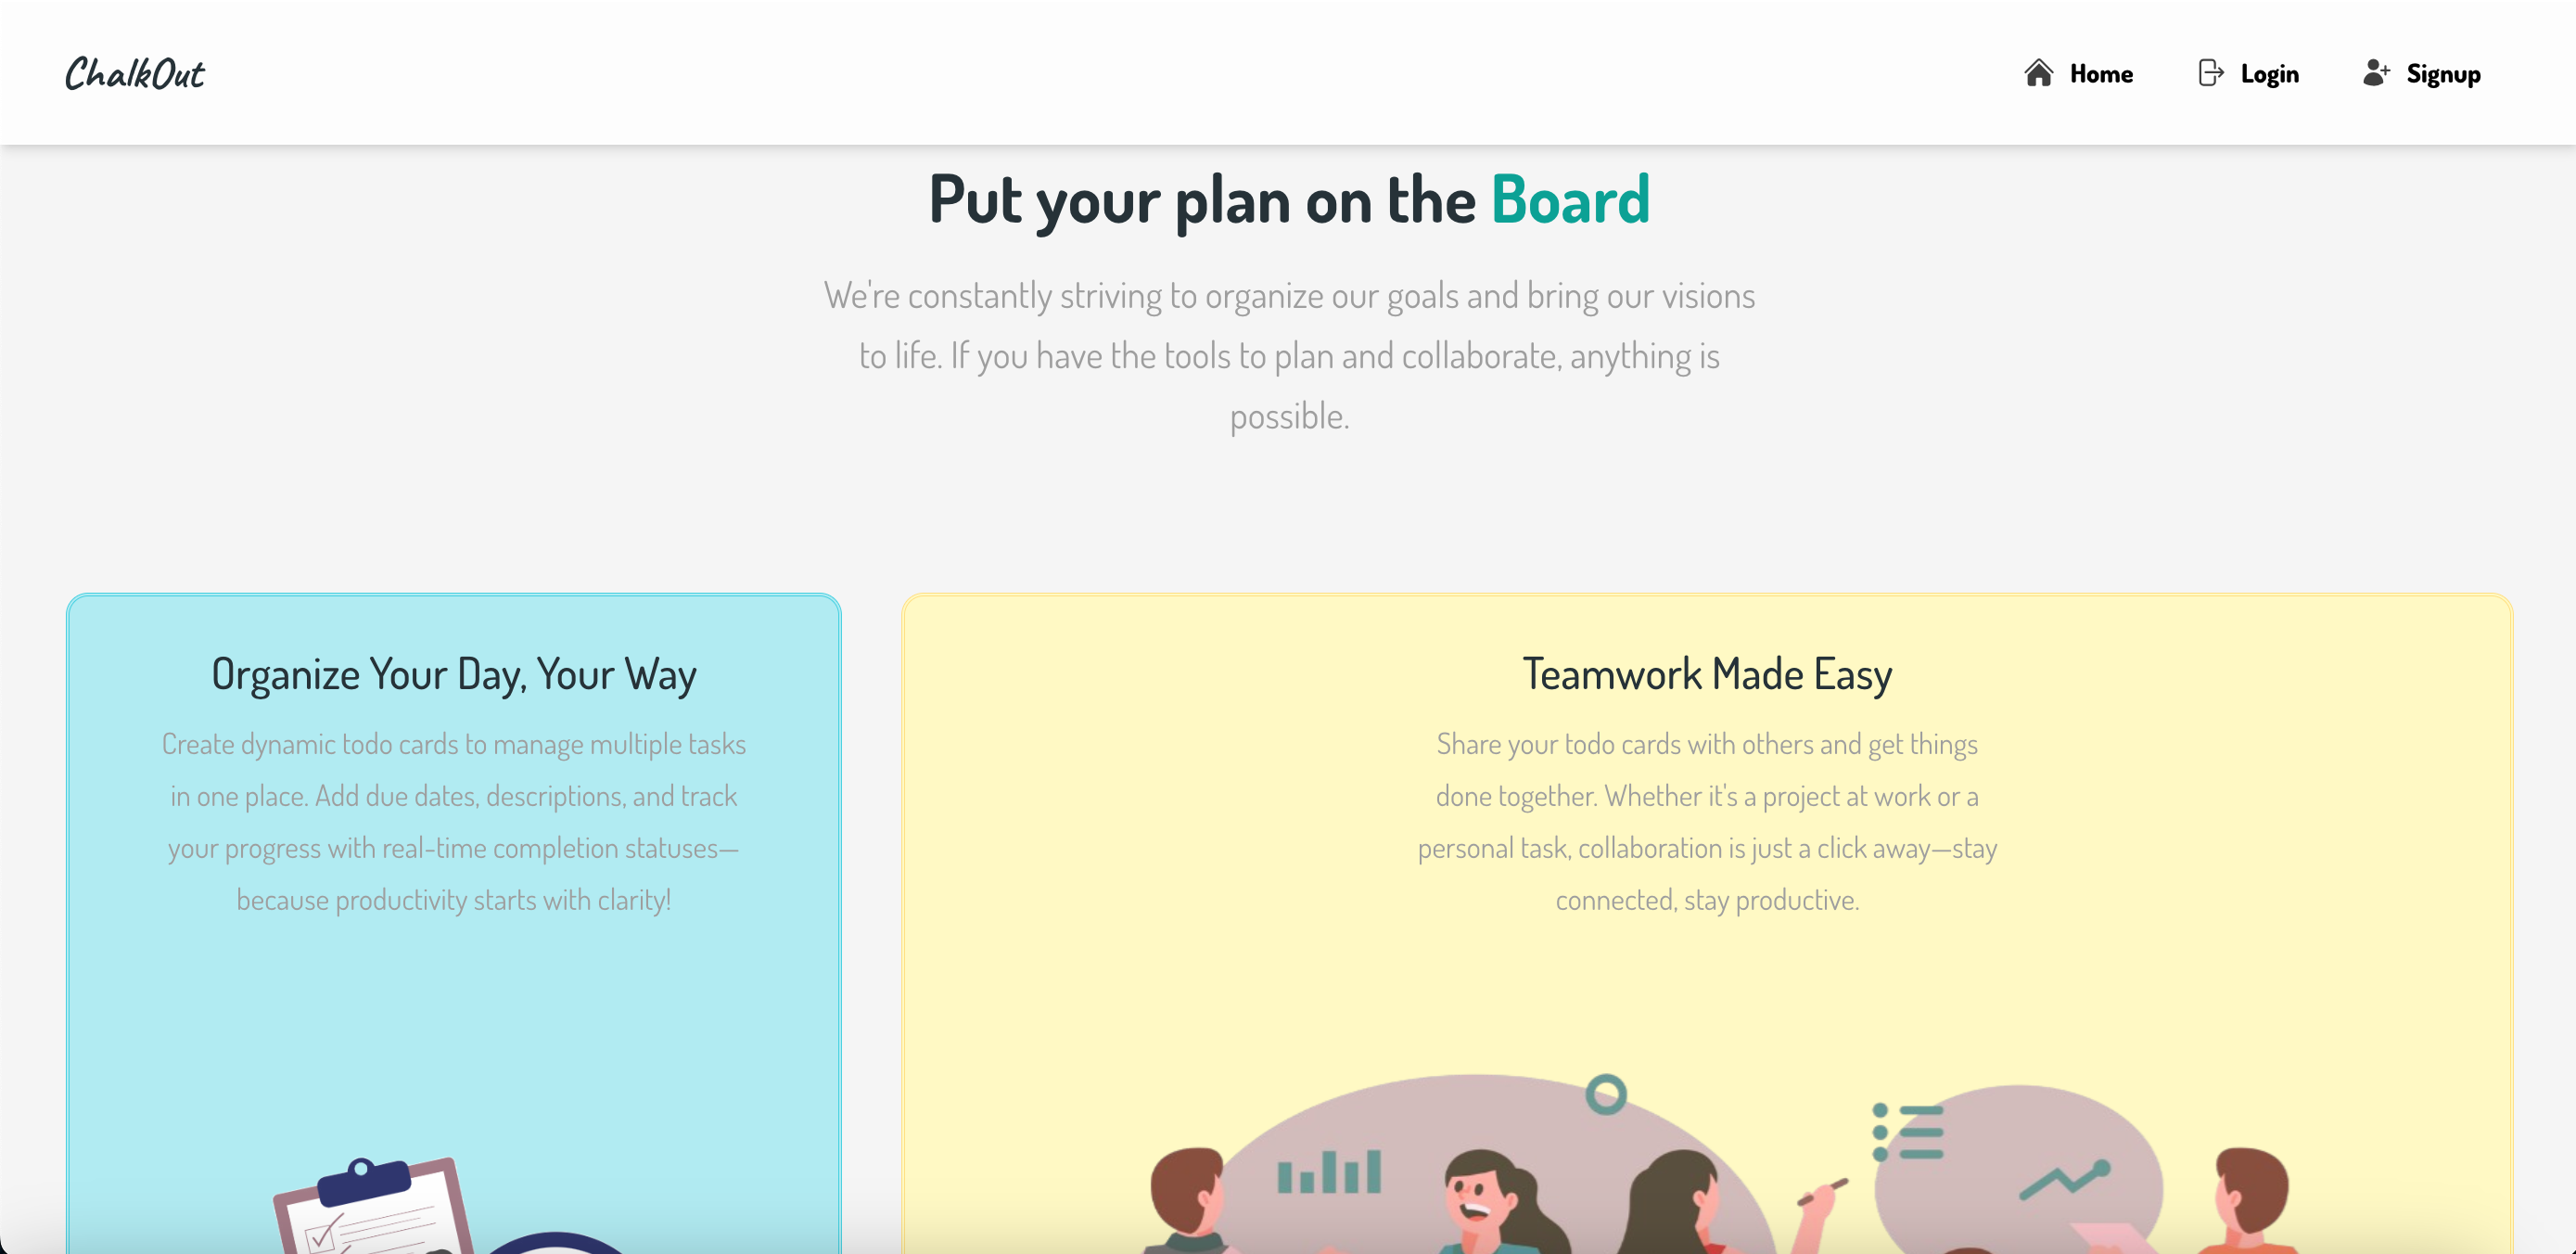 ChalkOut
Home
Login
Signup
Put your plan on the Board
We're constantly striving to organize our goals and bring our visions
to life. If you have the tools to plan and collaborate, anything is
possible.
Organize Your Day, Your Way
Create dynamic todo cards to manage multiple tasks
in one place. Add due dates, descriptions, and track
your progress with real-time completion statuses—
because productivity starts with clarity!
Teamwork Made Easy
Share your todo cards with others and get things
done together. Whether it's a project at work or a
personal task, collaboration is just a click away—stay
connected, stay productive.